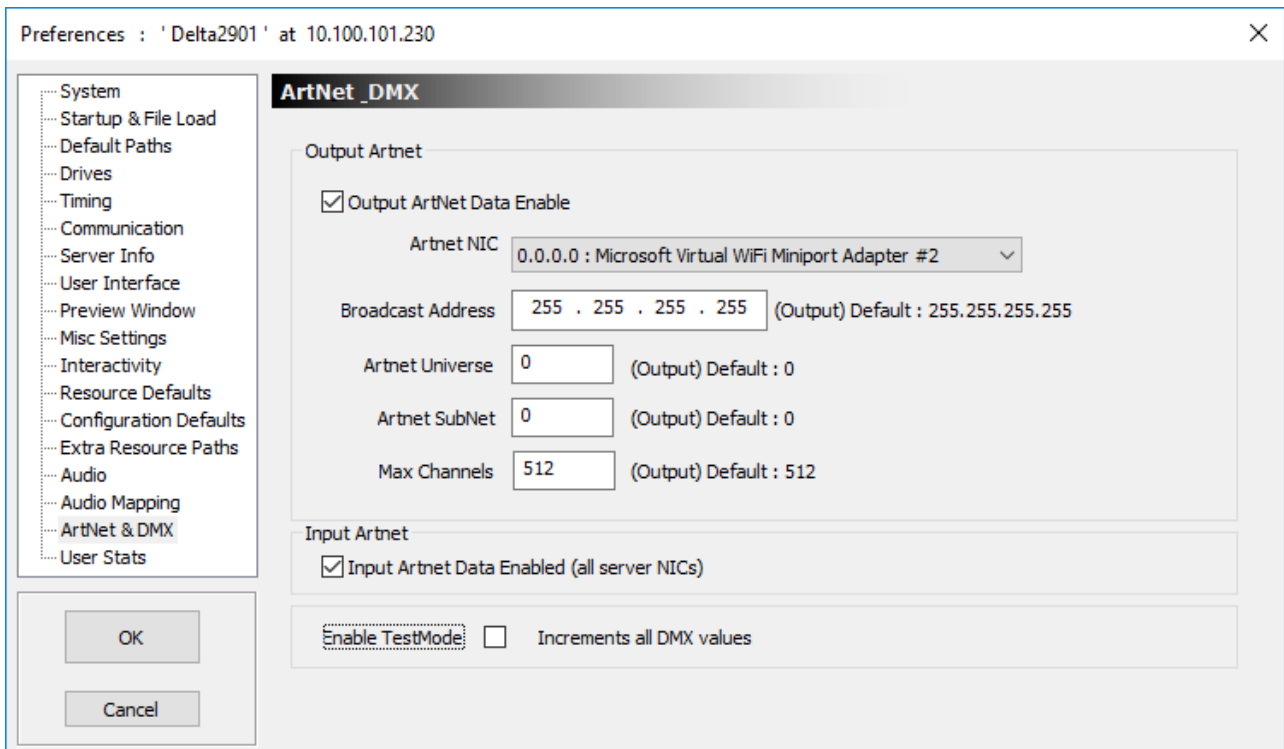 Preferences : 'Delta2901' at 10.100.101.230
System
Startup & File Load
Default Paths
Drives
Timing
Communication
Server Info
User Interface
Preview Window
Misc Settings
Interactivity
Resource Defaults
Configuration Defaults
Extra Resource Paths
Audio
Audio Mapping
ArtNet & DMX
User Stats
OK
Cancel
ArtNet _DMX
Output Artnet
Output ArtNet Data Enable
Artnet NIC 0.0.0.0 : Microsoft Virtual WiFi Miniport Adapter #2
Broadcast Address 255 . 255 . 255 . 255 (Output) Default : 255.255.255.255
Artnet Universe 0 (Output) Default : 0
Artnet SubNet 0 (Output) Default : 0
Max Channels 512 (Output) Default : 512
Input Artnet
Input Artnet Data Enabled (all server NICs)
Enable TestMode Increments all DMX values